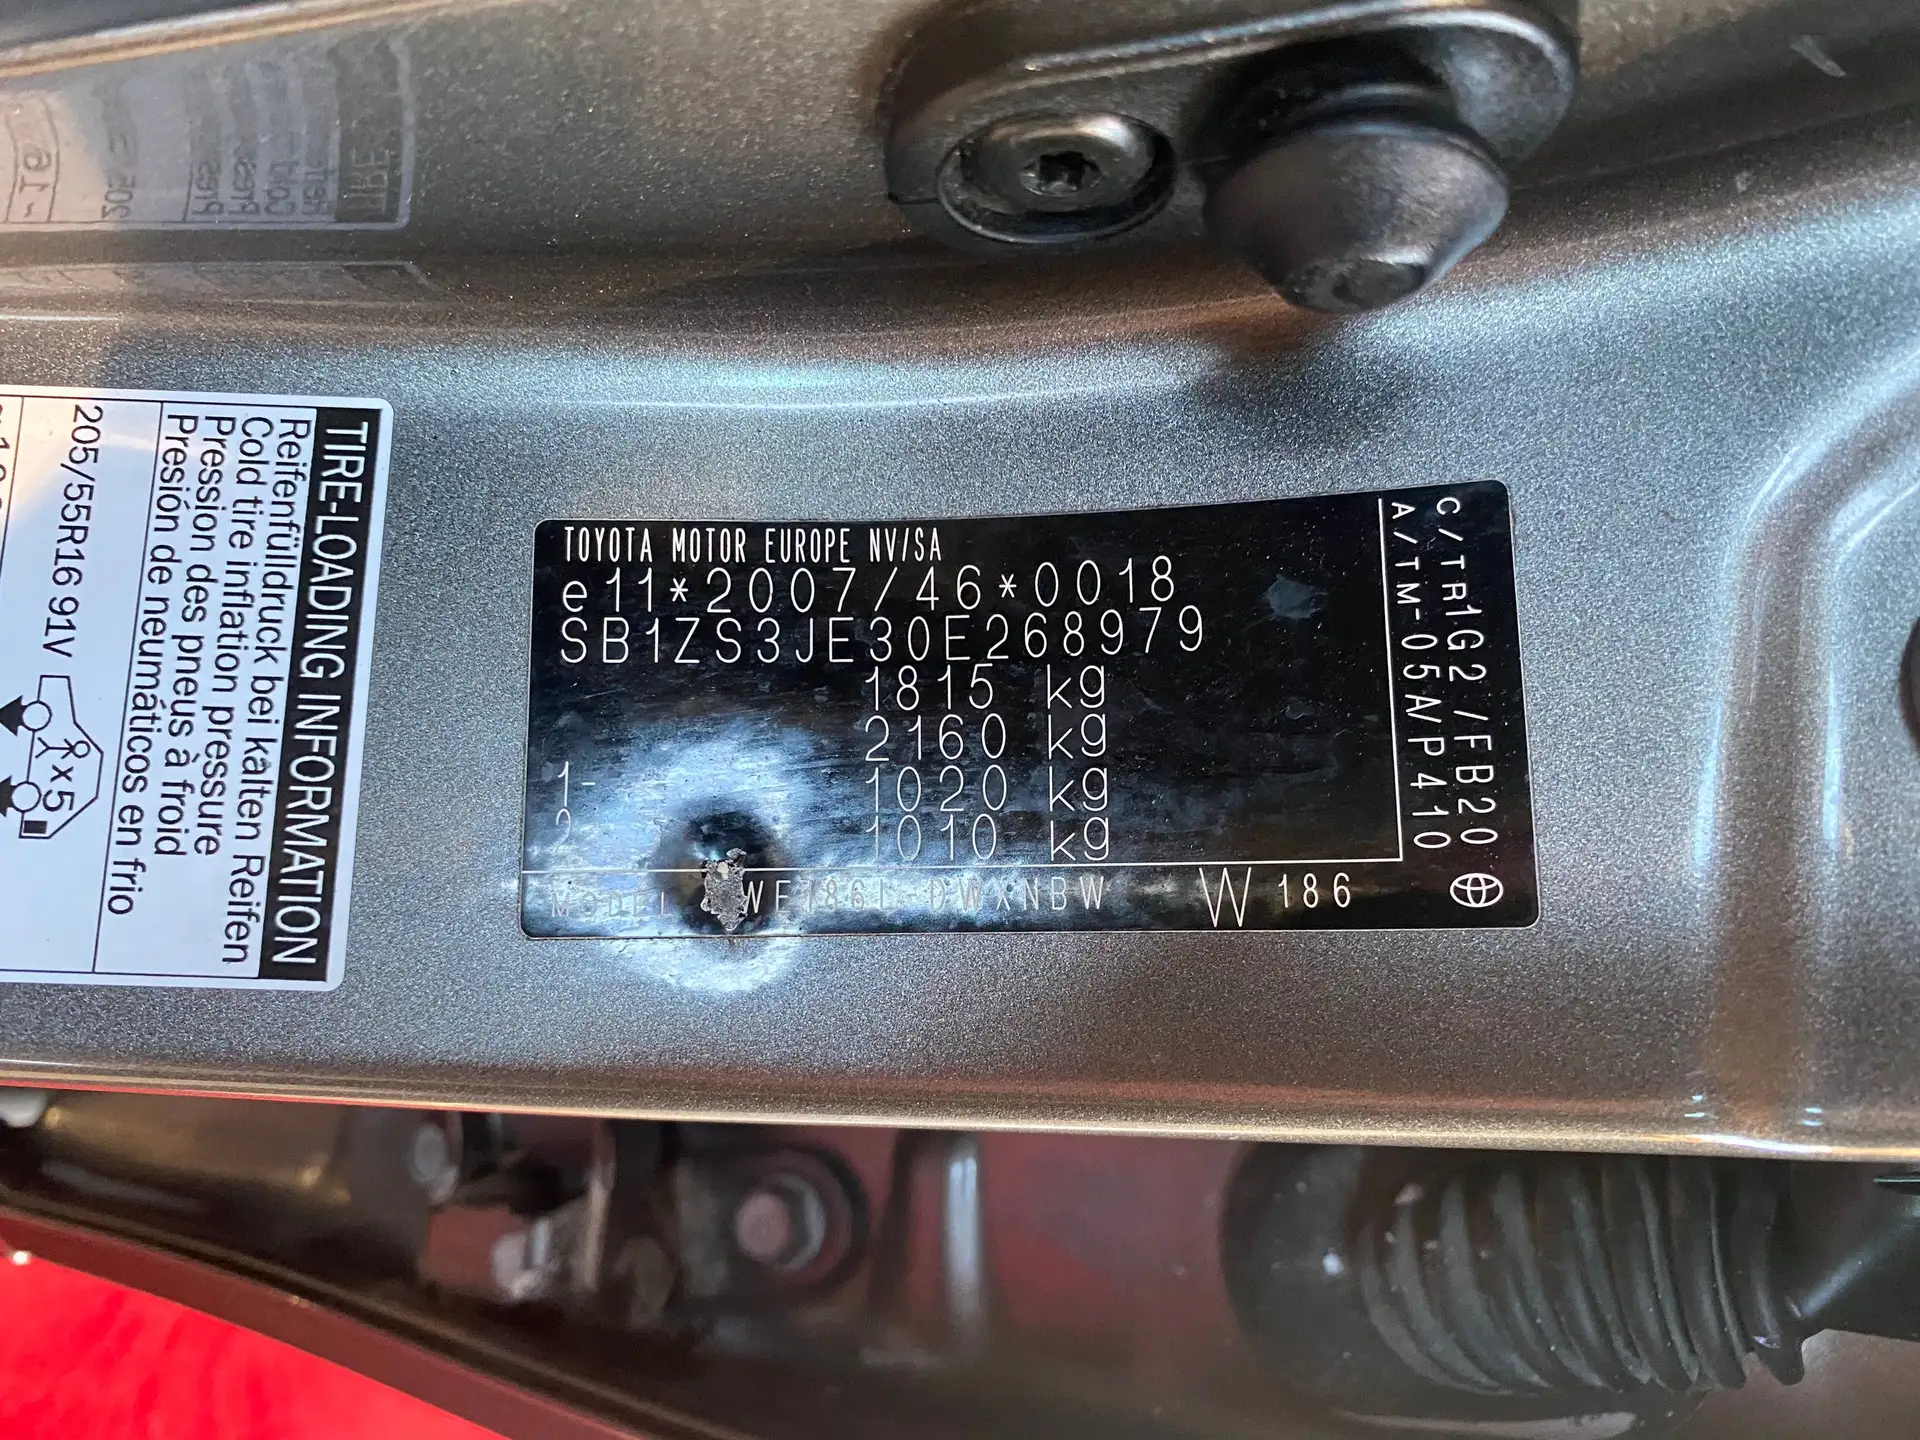 TOYOTA MOTOR EUROPE NV/SA
e11*2007/46*0018
SB1ZS3JE30E268979
1815 kg
2160 kg
1- 1020 kg
2- 1010 kg
MODEL WE186L-DWXNBW W 186
C/TR1G2/FB20
A/TM-05A/P410
TIRE-LOADING INFORMATION
Reifenfülldruck bei kalten Reifen
Cold tire inflation pressure
Pression des pneus à froid
Presión de neumáticos en frio
205/55R16 91V
x5